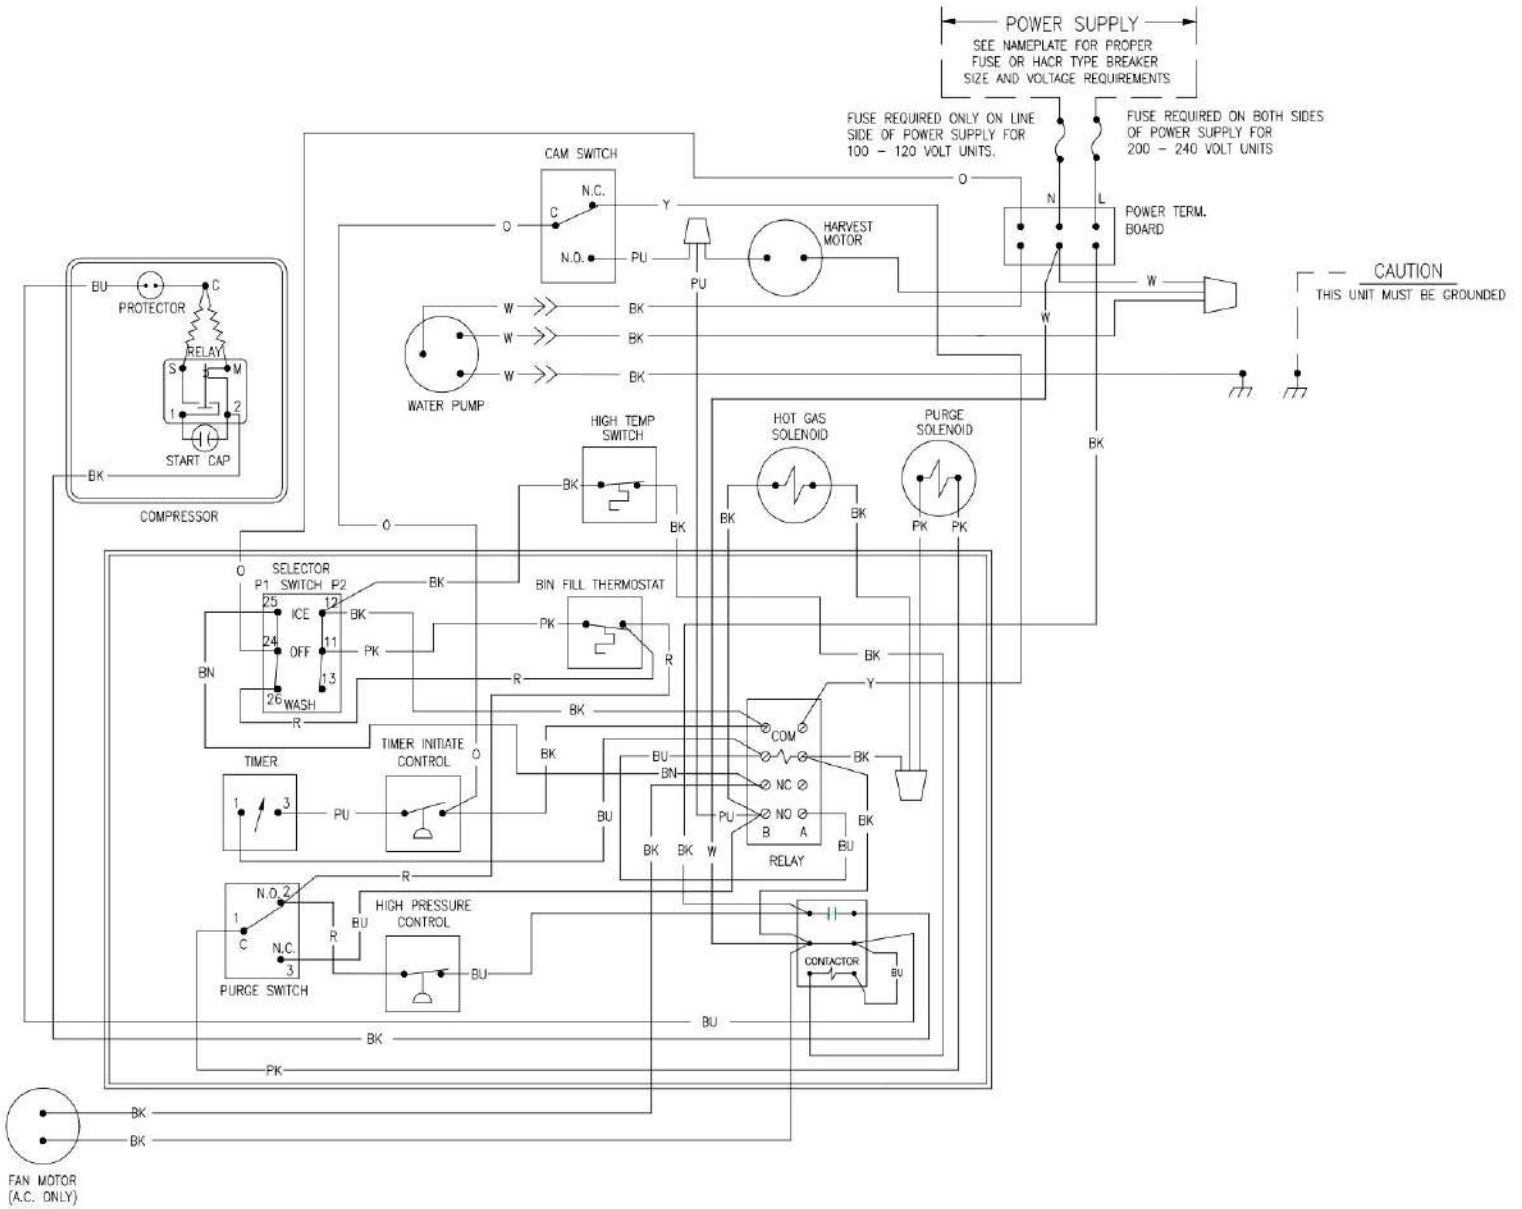 POWER SUPPLY
SEE NAMEPLATE FOR PROPER
FUSE OR HACR TYPE BREAKER
SIZE AND VOLTAGE REQUIREMENTS
FUSE REQUIRED ONLY ON LINE
SIDE OF POWER SUPPLY FOR
100 – 120 VOLT UNITS.
FUSE REQUIRED ON BOTH SIDES
OF POWER SUPPLY FOR
200 – 240 VOLT UNITS
CAM SWITCH
O
N.C.
C
Y
N
L
POWER TERM.
BOARD
O
HARVEST
MOTOR
N.O.
PU
PU
CAUTION
THIS UNIT MUST BE GROUNDED
W
BU
C
PROTECTOR
W
BK
W
W
BK
RELAY
S
M
W
BK
WATER PUMP
1
2
START CAP
BK
COMPRESSOR
HIGH TEMP
SWITCH
HOT GAS
SOLENOID
PURGE
SOLENOID
BK
BK
BK
BK
BK
PK
PK
O
O
SELECTOR
P1 SWITCH P2
BK
BIN FILL THERMOSTAT
25
ICE
12
BK
PK
24
OFF
11
PK
BK
R
BN
13
R
Y
26
WASH
R
BK
COM
TIMER
TIMER INITIATE
CONTROL
O
BK
BU
BK
BN
NC
1
3
PU
BU
PU
NO
BK
B
A
BU
BK
BK
W
RELAY
R
N.O.
2
HIGH PRESSURE
CONTROL
1
BU
R
C
N.C.
3
BU
CONTACTOR
BU
PURGE SWITCH
BU
BK
PK
BK
BK
FAN MOTOR
(A.C. ONLY)